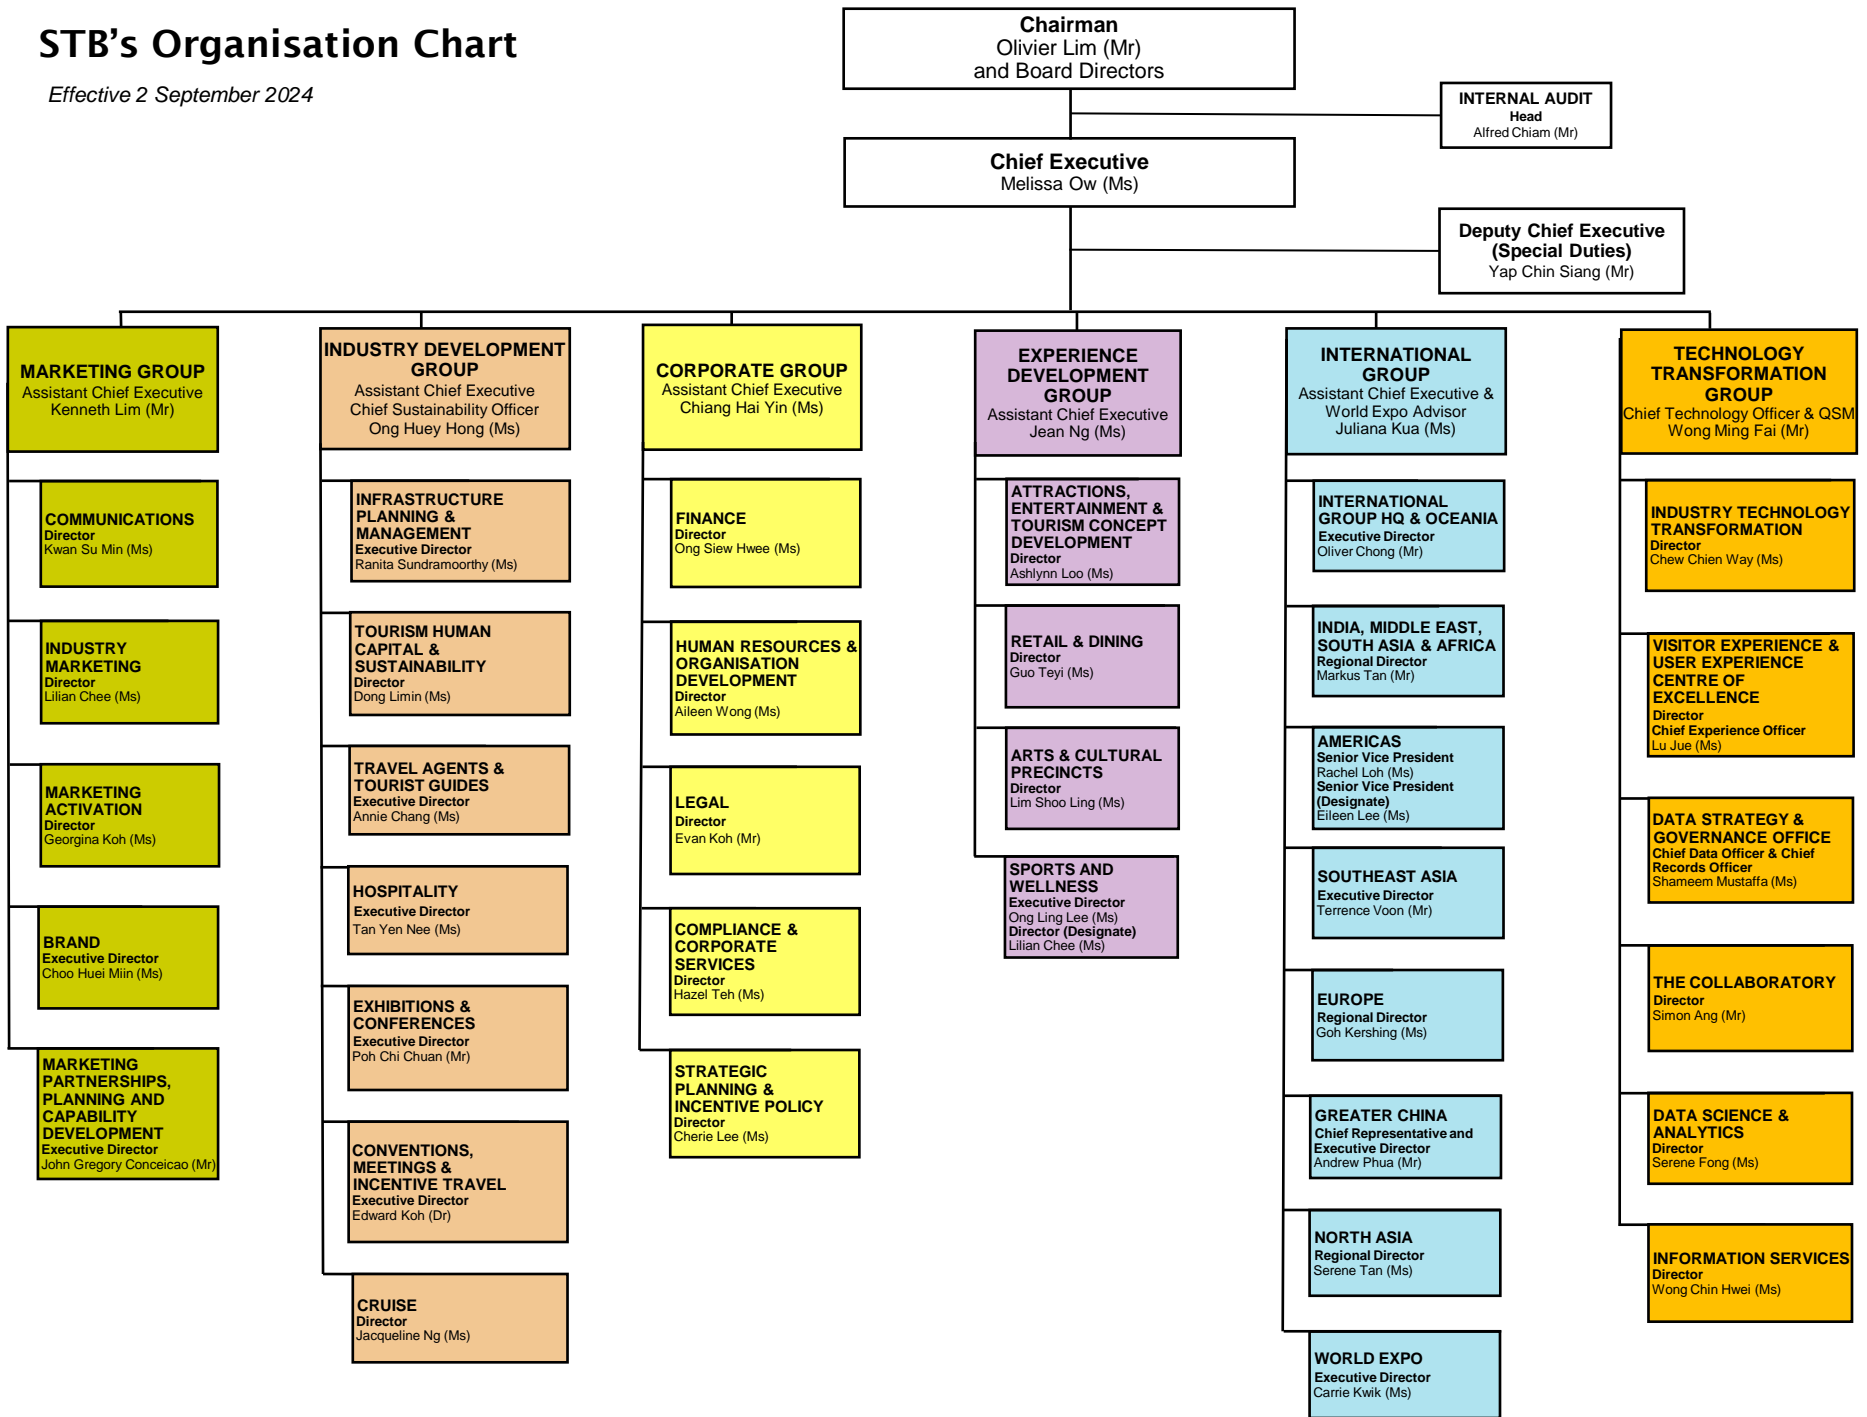 STB's Organisation Chart
Effective 2 September 2024
Chairman
Olivier Lim (Mr)
and Board Directors
INTERNAL AUDIT
Head
Alfred Chiam (Mr)
Chief Executive
Melissa Ow (Ms)
Deputy Chief Executive
(Special Duties)
Yap Chin Siang (Mr)
MARKETING GROUP
Assistant Chief Executive
Kenneth Lim (Mr)
COMMUNICATIONS
Director
Kwan Su Min (Ms)
INDUSTRY
MARKETING
Director
Lilian Chee (Ms)
MARKETING
ACTIVATION
Director
Georgina Koh (Ms)
BRAND
Executive Director
Choo Huei Miin (Ms)
MARKETING
PARTNERSHIPS,
PLANNING AND
CAPABILITY
DEVELOPMENT
Executive Director
John Gregory Conceicao (Mr)
INDUSTRY DEVELOPMENT
GROUP
Assistant Chief Executive
Chief Sustainability Officer
Ong Huey Hong (Ms)
INFRASTRUCTURE
PLANNING &
MANAGEMENT
Executive Director
Ranita Sundramoorthy (Ms)
TOURISM HUMAN
CAPITAL &
SUSTAINABILITY
Director
Dong Limin (Ms)
TRAVEL AGENTS &
TOURIST GUIDES
Executive Director
Annie Chang (Ms)
HOSPITALITY
Executive Director
Tan Yen Nee (Ms)
EXHIBITIONS &
CONFERENCES
Executive Director
Poh Chi Chuan (Mr)
CONVENTIONS,
MEETINGS &
INCENTIVE TRAVEL
Executive Director
Edward Koh (Dr)
CRUISE
Director
Jacqueline Ng (Ms)
CORPORATE GROUP
Assistant Chief Executive
Chiang Hai Yin (Ms)
FINANCE
Director
Ong Siew Hwee (Ms)
HUMAN RESOURCES &
ORGANISATION
DEVELOPMENT
Director
Aileen Wong (Ms)
LEGAL
Director
Evan Koh (Mr)
COMPLIANCE &
CORPORATE
SERVICES
Director
Hazel Teh (Ms)
STRATEGIC
PLANNING &
INCENTIVE POLICY
Director
Cherie Lee (Ms)
EXPERIENCE
DEVELOPMENT
GROUP
Assistant Chief Executive
Jean Ng (Ms)
ATTRACTIONS,
ENTERTAINMENT &
TOURISM CONCEPT
DEVELOPMENT
Director
Ashlynn Loo (Ms)
RETAIL & DINING
Director
Guo Teyi (Ms)
ARTS & CULTURAL
PRECINCTS
Director
Lim Shoo Ling (Ms)
SPORTS AND
WELLNESS
Executive Director
Ong Ling Lee (Ms)
Director (Designate)
Lilian Chee (Ms)
INTERNATIONAL
GROUP
Assistant Chief Executive &
World Expo Advisor
Juliana Kua (Ms)
INTERNATIONAL
GROUP HQ & OCEANIA
Executive Director
Oliver Chong (Mr)
INDIA, MIDDLE EAST,
SOUTH ASIA & AFRICA
Regional Director
Markus Tan (Mr)
AMERICAS
Senior Vice President
Rachel Loh (Ms)
Senior Vice President
(Designate)
Eileen Lee (Ms)
SOUTHEAST ASIA
Executive Director
Terrence Voon (Mr)
EUROPE
Regional Director
Goh Kershing (Ms)
GREATER CHINA
Chief Representative and
Executive Director
Andrew Phua (Mr)
NORTH ASIA
Regional Director
Serene Tan (Ms)
WORLD EXPO
Executive Director
Carrie Kwik (Ms)
TECHNOLOGY
TRANSFORMATION
GROUP
Chief Technology Officer & QSM
Wong Ming Fai (Mr)
INDUSTRY TECHNOLOGY
TRANSFORMATION
Director
Chew Chien Way (Ms)
VISITOR EXPERIENCE &
USER EXPERIENCE
CENTRE OF
EXCELLENCE
Director
Chief Experience Officer
Lu Jue (Ms)
DATA STRATEGY &
GOVERNANCE OFFICE
Chief Data Officer & Chief
Records Officer
Shameem Mustaffa (Ms)
THE COLLABORATORY
Director
Simon Ang (Mr)
DATA SCIENCE &
ANALYTICS
Director
Serene Fong (Ms)
INFORMATION SERVICES
Director
Wong Chin Hwei (Ms)